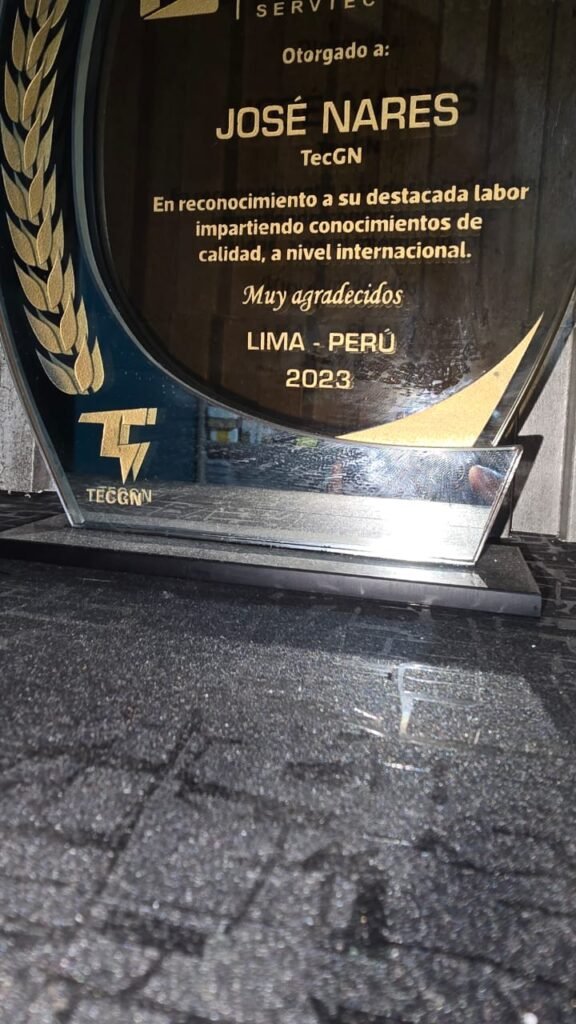 SERVTEC
Otorgado a:
JOSÉ NARES
TecGN
En reconocimiento a su destacada labor
impartiendo conocimientos de
calidad, a nivel internacional.
Muy agradecidos
LIMA - PERÚ
2023
TECGN